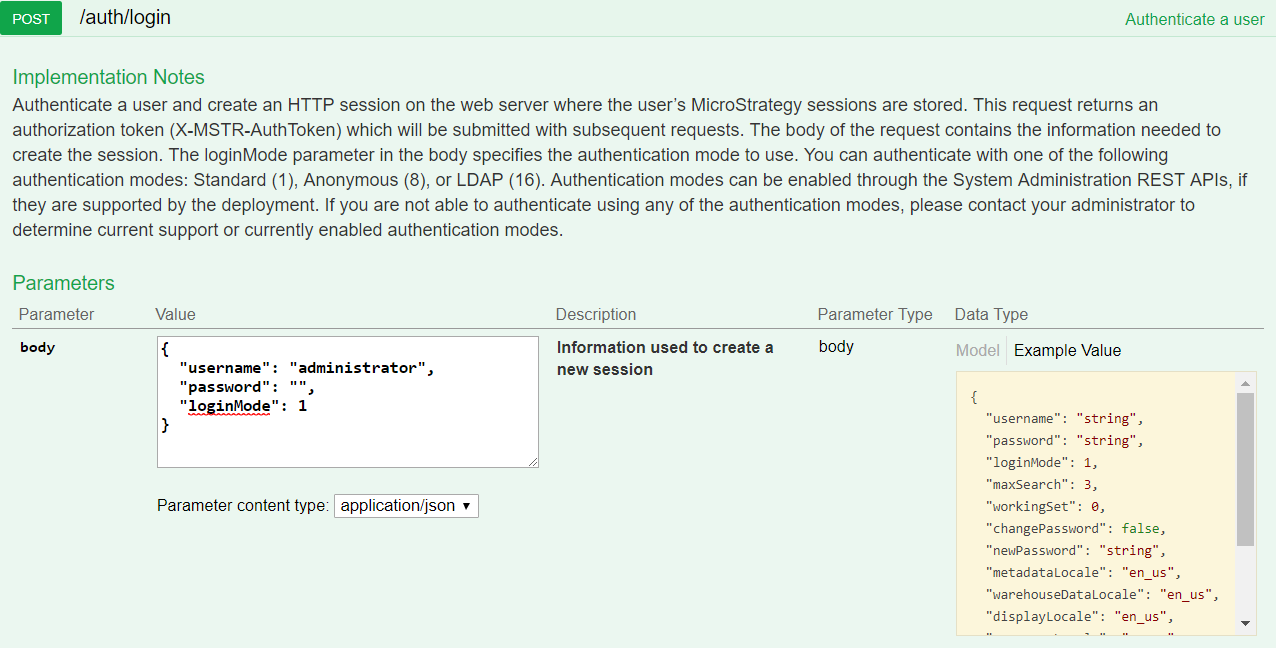 POST /auth/login Authenticate a user
Implementation Notes
Authenticate a user and create an HTTP session on the web server where the user’s MicroStrategy sessions are stored. This request returns an
authorization token (X-MSTR-AuthToken) which will be submitted with subsequent requests. The body of the request contains the information needed to
create the session. The loginMode parameter in the body specifies the authentication mode to use. You can authenticate with one of the following
authentication modes: Standard (1), Anonymous (8), or LDAP (16). Authentication modes can be enabled through the System Administration REST APIs, if
they are supported by the deployment. If you are not able to authenticate using any of the authentication modes, please contact your administrator to
determine current support or currently enabled authentication modes.
Parameters
Parameter Value Description Parameter Type Data Type
body
{
"username": "administrator",
"password": "",
"loginMode": 1
}
Parameter content type: application/json
Information used to create a
new session
body
Model Example Value
{
"username": "string",
"password": "string",
"loginMode": 1,
"maxSearch": 3,
"workingSet": 0,
"changePassword": false,
"newPassword": "string",
"metadataLocale": "en_us",
"warehouseDataLocale": "en_us",
"displayLocale": "en_us",